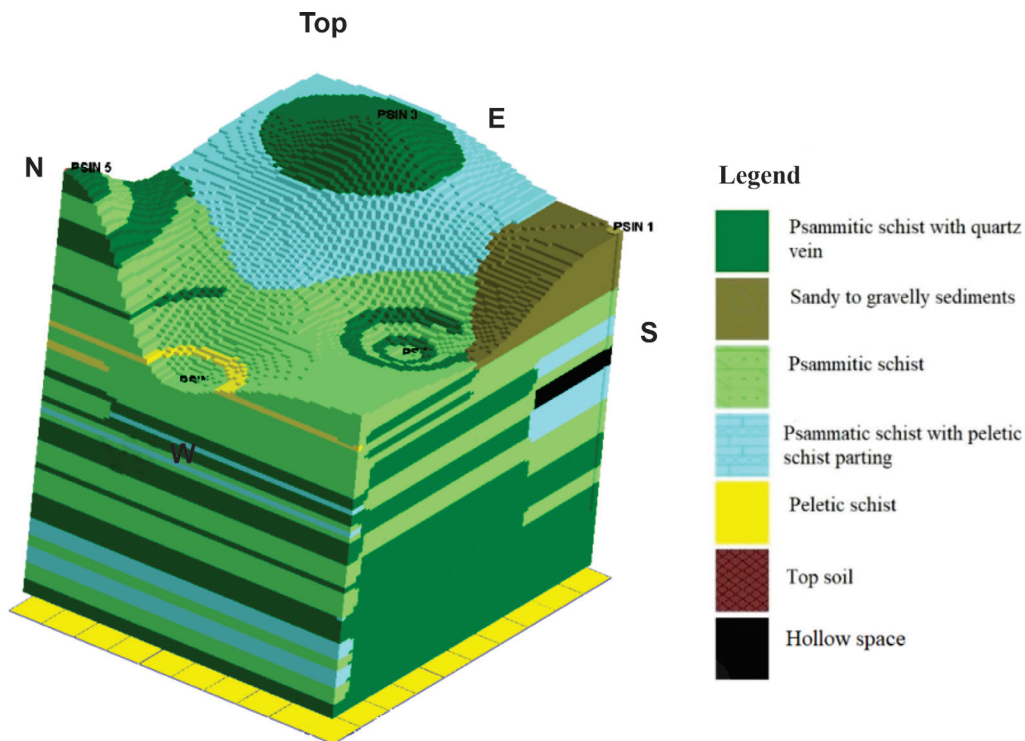 Top
PSIN 3
E
N
PSIN 5
PSIN 1
S
W
Legend
Psammitic schist with quartz
vein
Sandy to gravelly sediments
Psammitic schist
Psammatic schist with peletic
schist parting
Peletic schist
Top soil
Hollow space